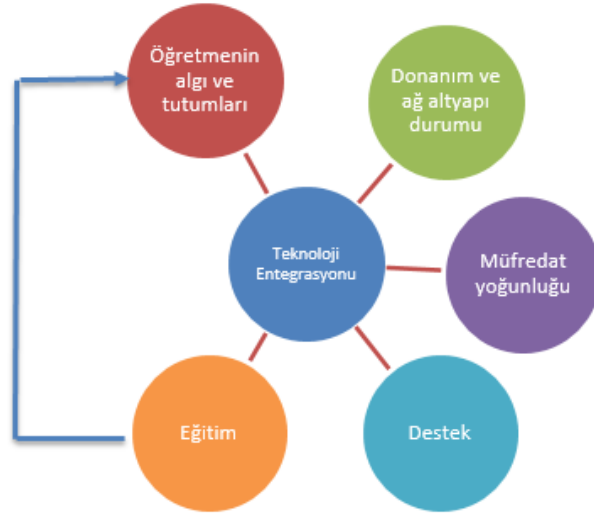 Öğretmenin
algı ve
tutumları
Donanım ve
ağ altyapı
durumu
Teknoloji
Entegrasyonu
Müfredat
yoğunluğu
Eğitim
Destek